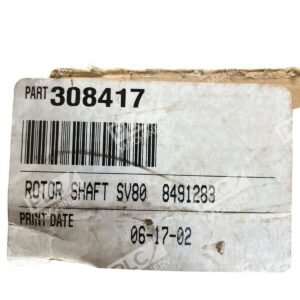 PART 308417
ROTOR SHAFT SV80 8491283
PRINT DATE
06-17-02